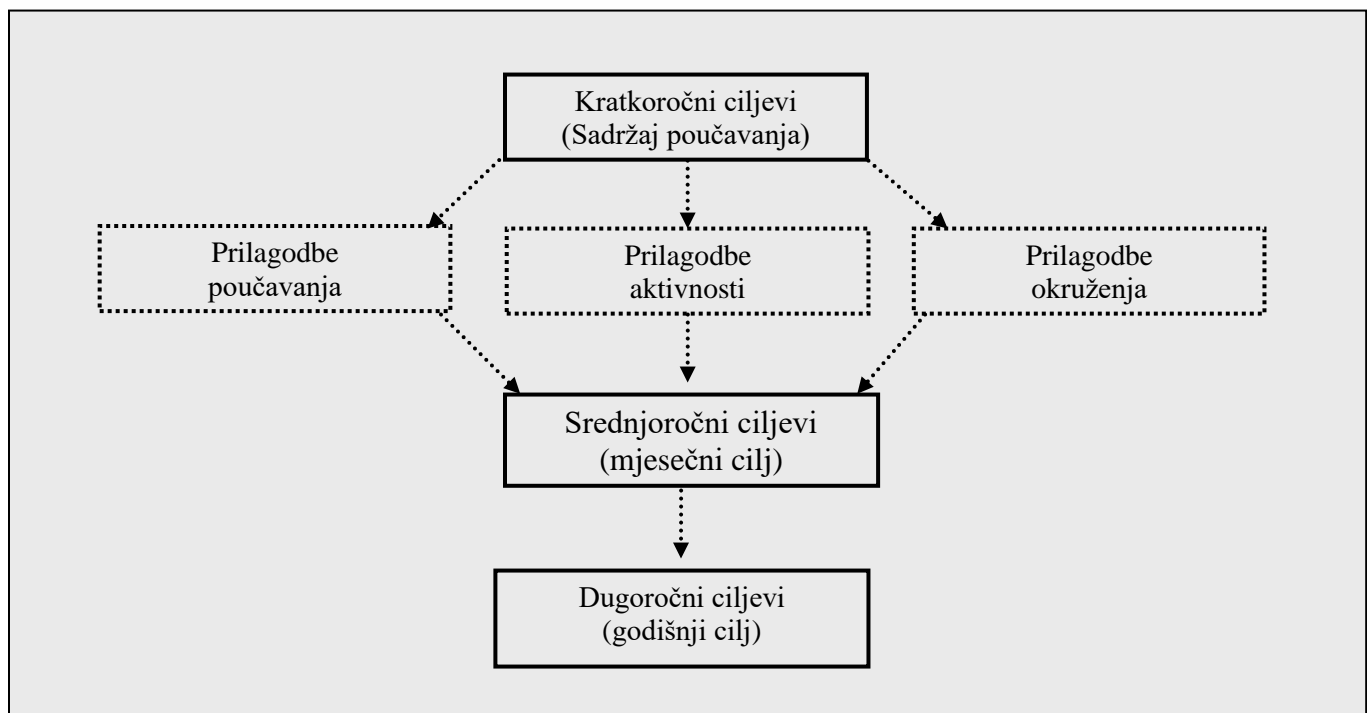 Kratkoročni ciljevi
(Sadržaj poučavanja)
Prilagodbe
poučavanja
Prilagodbe
aktivnosti
Prilagodbe
okruženja
Srednjoročni ciljevi
(mjesečni cilj)
Dugoročni ciljevi
(godišnji cilj)